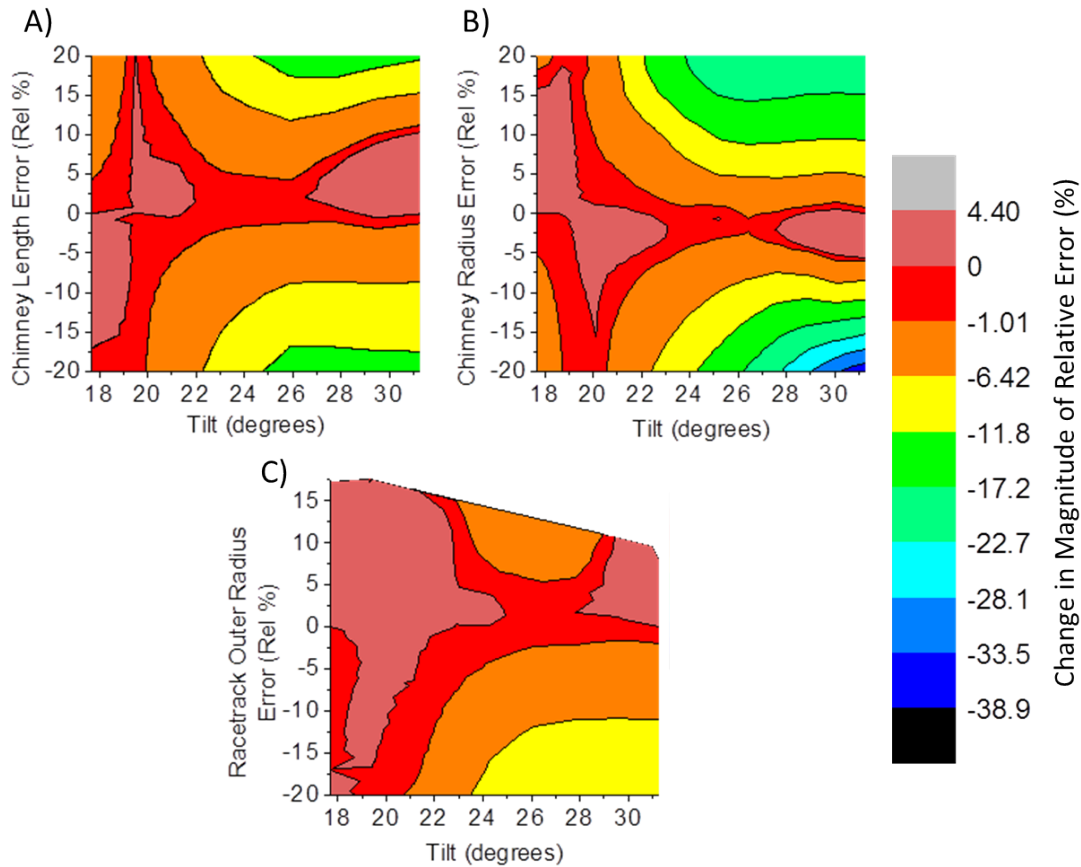 A)
Chimney Length Error (Rel %)
20
15
10
5
0
-5
-10
-15
-20
18 20 22 24 26 28 30
Tilt (degrees)
B)
Chimney Radius Error (Rel %)
20
15
10
5
0
-5
-10
-15
-20
18 20 22 24 26 28 30
Tilt (degrees)
C)
Racetrack Outer Radius
Error (Rel %)
15
10
5
0
-5
-10
-15
-20
18 20 22 24 26 28 30
Tilt (degrees)
4.40
0
-1.01
-6.42
-11.8
-17.2
-22.7
-28.1
-33.5
-38.9
Change in Magnitude of Relative Error (%)